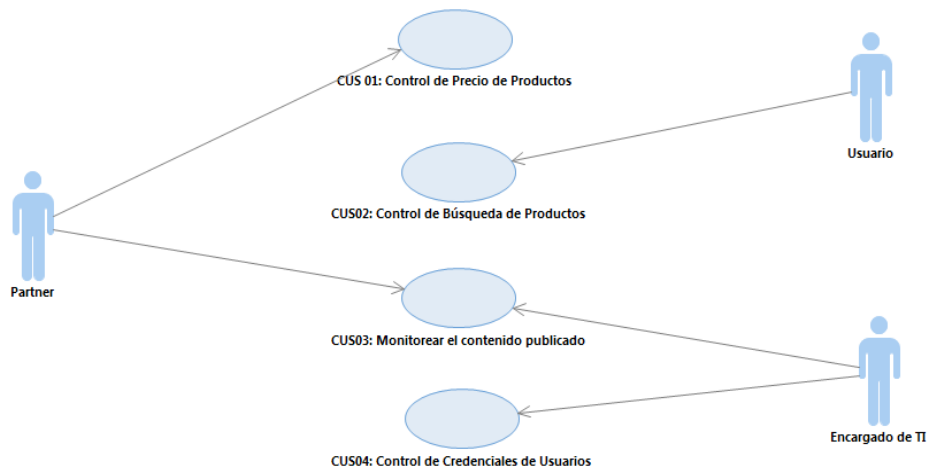 CUS 01: Control de Precio de Productos
Usuario
CUS02: Control de Búsqueda de Productos
Partner
CUS03: Monitorear el contenido publicado
Encargado de TI
CUS04: Control de Credenciales de Usuarios